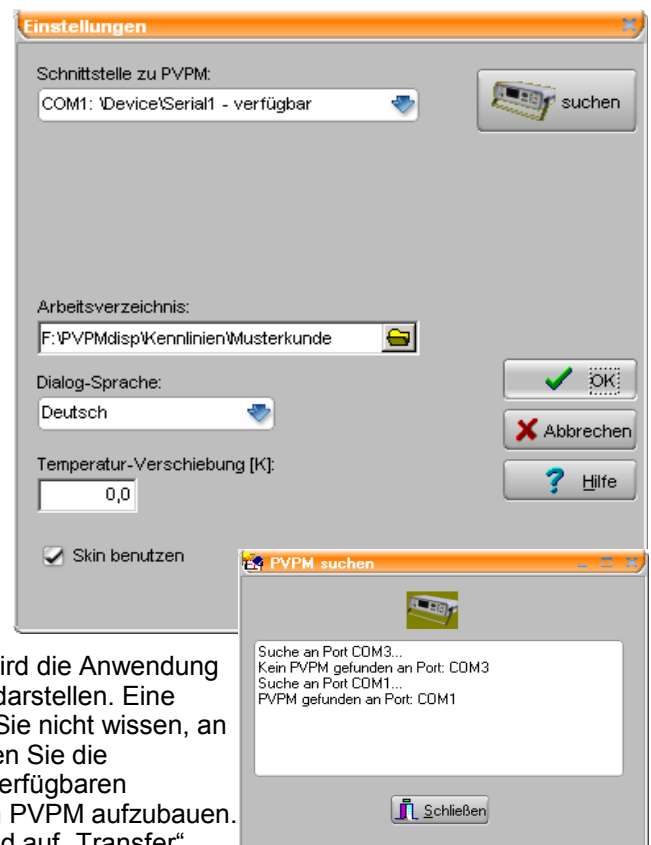 Einstellungen
Schnittstelle zu PVPM:
COM1: \Device\Serial1 - verfügbar
suchen
Arbeitsverzeichnis:
F:\PVPMdisp\Kennlinien\Musterkunde
Dialog-Sprache:
Deutsch
Temperatur-Verschiebung [K]:
0,0
OK
Abbrechen
Hilfe
Skin benutzen
PVPM suchen
Suche an Port COM3...
Kein PVPM gefunden an Port: COM3
Suche an Port COM1...
PVPM gefunden an Port: COM1
Schließen
ird die Anwendung
darstellen. Eine
Sie nicht wissen, an
en Sie die
erfügbaren
PVPM aufzubauen.
auf „Transfer“